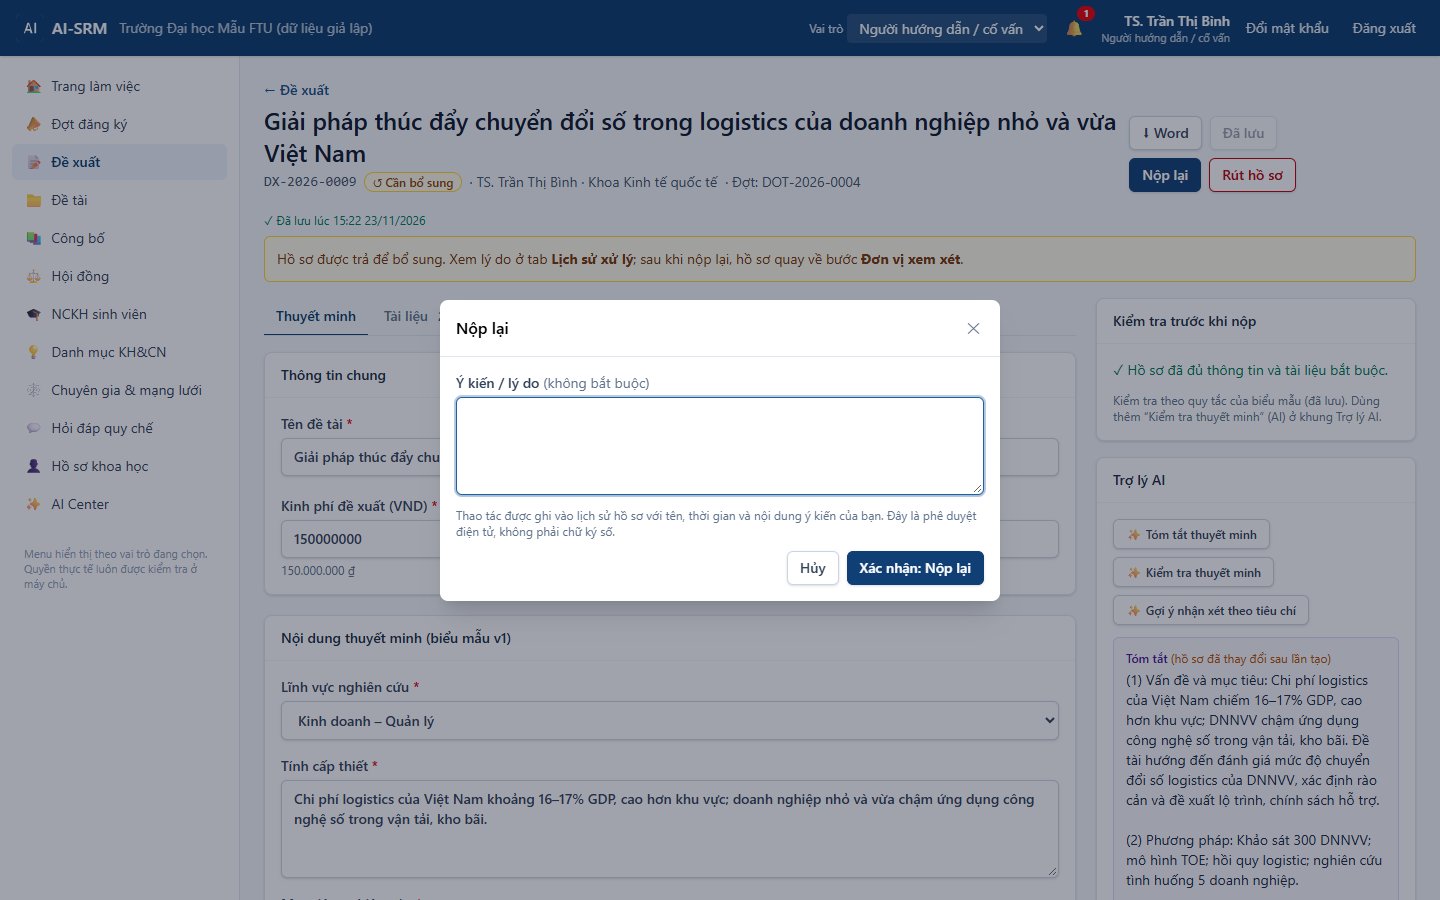 AI AI-SRM Trường Đại học Mẫu FTU (dữ liệu giả lập)
Vai trò Người hướng dẫn / cố vấn
1
TS. Trần Thị Bình
Người hướng dẫn / cố vấn
Đổi mật khẩu
Đăng xuất
Trang làm việc
Đợt đăng ký
Đề xuất
Đề tài
Công bố
Hội đồng
NCKH sinh viên
Danh mục KH&CN
Chuyên gia & mạng lưới
Hỏi đáp quy chế
Hồ sơ khoa học
AI Center
Menu hiển thị theo vai trò đang chọn.
Quyền thực tế luôn được kiểm tra ở
máy chủ.
← Đề xuất
Giải pháp thúc đẩy chuyển đổi số trong logistics của doanh nghiệp nhỏ và vừa
Việt Nam
DX-2026-0009 ↺ Cần bổ sung · TS. Trần Thị Bình · Khoa Kinh tế quốc tế · Đợt: DOT-2026-0004
⭳ Word
Đã lưu
Nộp lại
Rút hồ sơ
✓ Đã lưu lúc 15:22 23/11/2026
Hồ sơ được trả để bổ sung. Xem lý do ở tab Lịch sử xử lý; sau khi nộp lại, hồ sơ quay về bước Đơn vị xem xét.
Thuyết minh
Tài liệu
Thông tin chung
Tên đề tài *
Giải pháp thúc đẩy chu
Kinh phí đề xuất (VND) *
150000000
150.000.000 ₫
Nội dung thuyết minh (biểu mẫu v1)
Lĩnh vực nghiên cứu *
Kinh doanh – Quản lý
Tính cấp thiết *
Chi phí logistics của Việt Nam khoảng 16–17% GDP, cao hơn khu vực; doanh nghiệp nhỏ và vừa chậm ứng dụng công
nghệ số trong vận tải, kho bãi.
Nộp lại
Ý kiến / lý do (không bắt buộc)
Thao tác được ghi vào lịch sử hồ sơ với tên, thời gian và nội dung ý kiến của bạn. Đây là phê duyệt
điện tử, không phải chữ ký số.
Hủy
Xác nhận: Nộp lại
Kiểm tra trước khi nộp
✓ Hồ sơ đã đủ thông tin và tài liệu bắt buộc.
Kiểm tra theo quy tắc của biểu mẫu (đã lưu). Dùng
thêm “Kiểm tra thuyết minh” (AI) ở khung Trợ lý AI.
Trợ lý AI
✨ Tóm tắt thuyết minh
✨ Kiểm tra thuyết minh
✨ Gợi ý nhận xét theo tiêu chí
Tóm tắt (hồ sơ đã thay đổi sau lần tạo)
(1) Vấn đề và mục tiêu: Chi phí logistics
của Việt Nam chiếm 16–17% GDP, cao
hơn khu vực; DNNVV chậm ứng dụng
công nghệ số trong vận tải, kho bãi. Đề
tài hướng đến đánh giá mức độ chuyển
đổi số logistics của DNNVV, xác định rào
cản và đề xuất lộ trình, chính sách hỗ trợ.
(2) Phương pháp: Khảo sát 300 DNNVV;
mô hình TOE; hồi quy logistic; nghiên cứu
tình huống 5 doanh nghiệp.